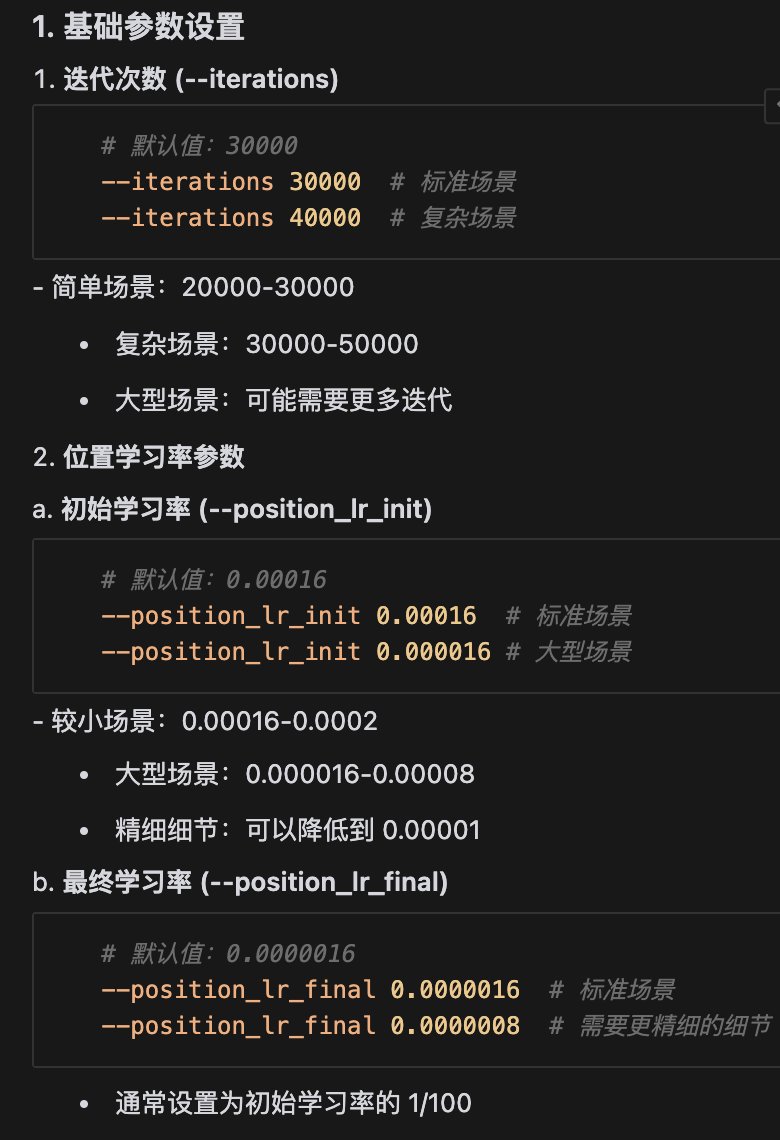 1. 基础参数设置
1. 迭代次数 (--iterations)
# 默认值：30000
--iterations 30000  # 标准场景
--iterations 40000  # 复杂场景
- 简单场景：20000-30000
• 复杂场景：30000-50000
• 大型场景：可能需要更多迭代
2. 位置学习率参数
a. 初始学习率 (--position_lr_init)
# 默认值：0.00016
--position_lr_init 0.00016  # 标准场景
--position_lr_init 0.000016 # 大型场景
- 较小场景：0.00016-0.0002
• 大型场景：0.000016-0.00008
• 精细细节：可以降低到 0.00001
b. 最终学习率 (--position_lr_final)
# 默认值：0.0000016
--position_lr_final 0.0000016  # 标准场景
--position_lr_final 0.0000008  # 需要更精细的细节
• 通常设置为初始学习率的 1/100